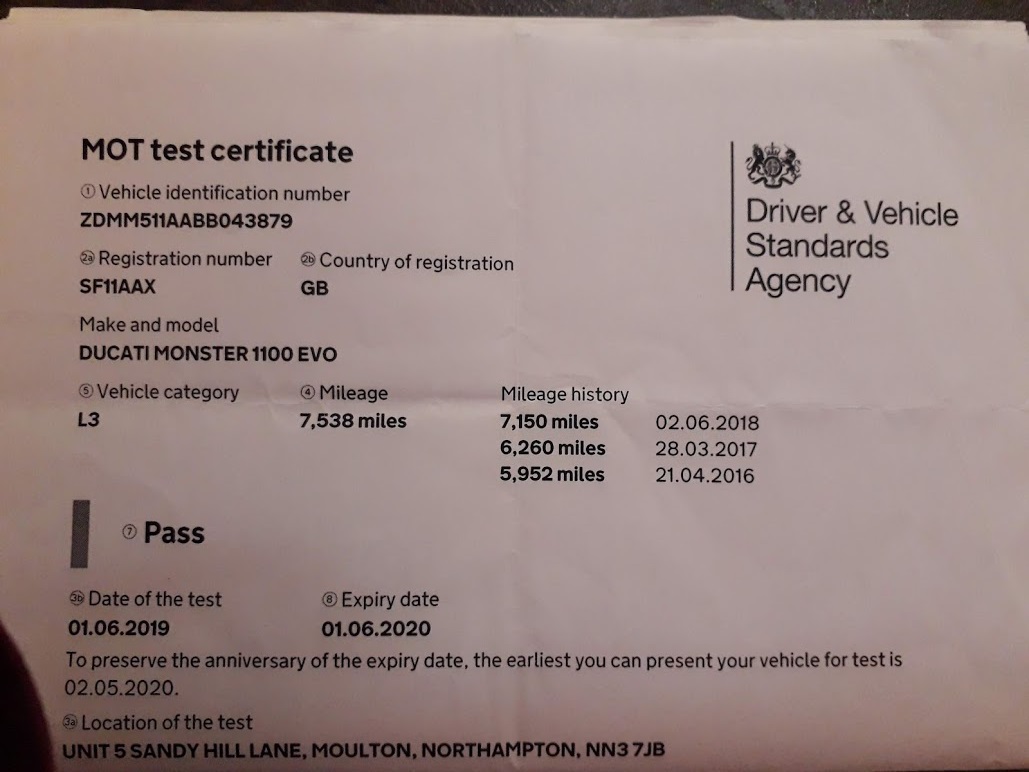 MOT test certificate
① Vehicle identification number
ZDMM511AABB043879
2a Registration number 2b Country of registration
SF11AAX GB
Make and model
DUCATI MONSTER 1100 EVO
⑤ Vehicle category ④ Mileage Mileage history
L3 7,538 miles 7,150 miles 02.06.2018
6,260 miles 28.03.2017
5,952 miles 21.04.2016
Driver & Vehicle
Standards
Agency
⑦ Pass
3b Date of the test ⑧ Expiry date
01.06.2019 01.06.2020
To preserve the anniversary of the expiry date, the earliest you can present your vehicle for test is
02.05.2020.
3a Location of the test
UNIT 5 SANDY HILL LANE, MOULTON, NORTHAMPTON, NN3 7JB